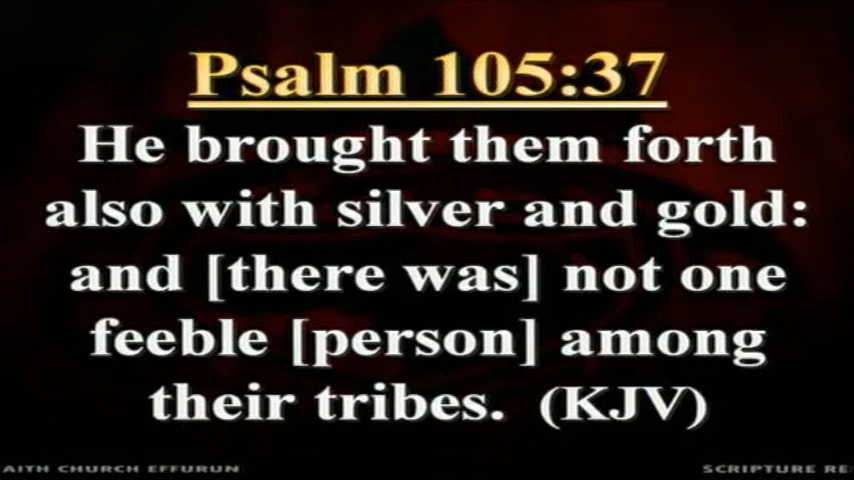 Psalm 105:37
He brought them forth
also with silver and gold:
and [there was] not one
feeble [person] among
their tribes. (KJV)
AITH CHURCH EFFURUN
SCRIPTURE RE